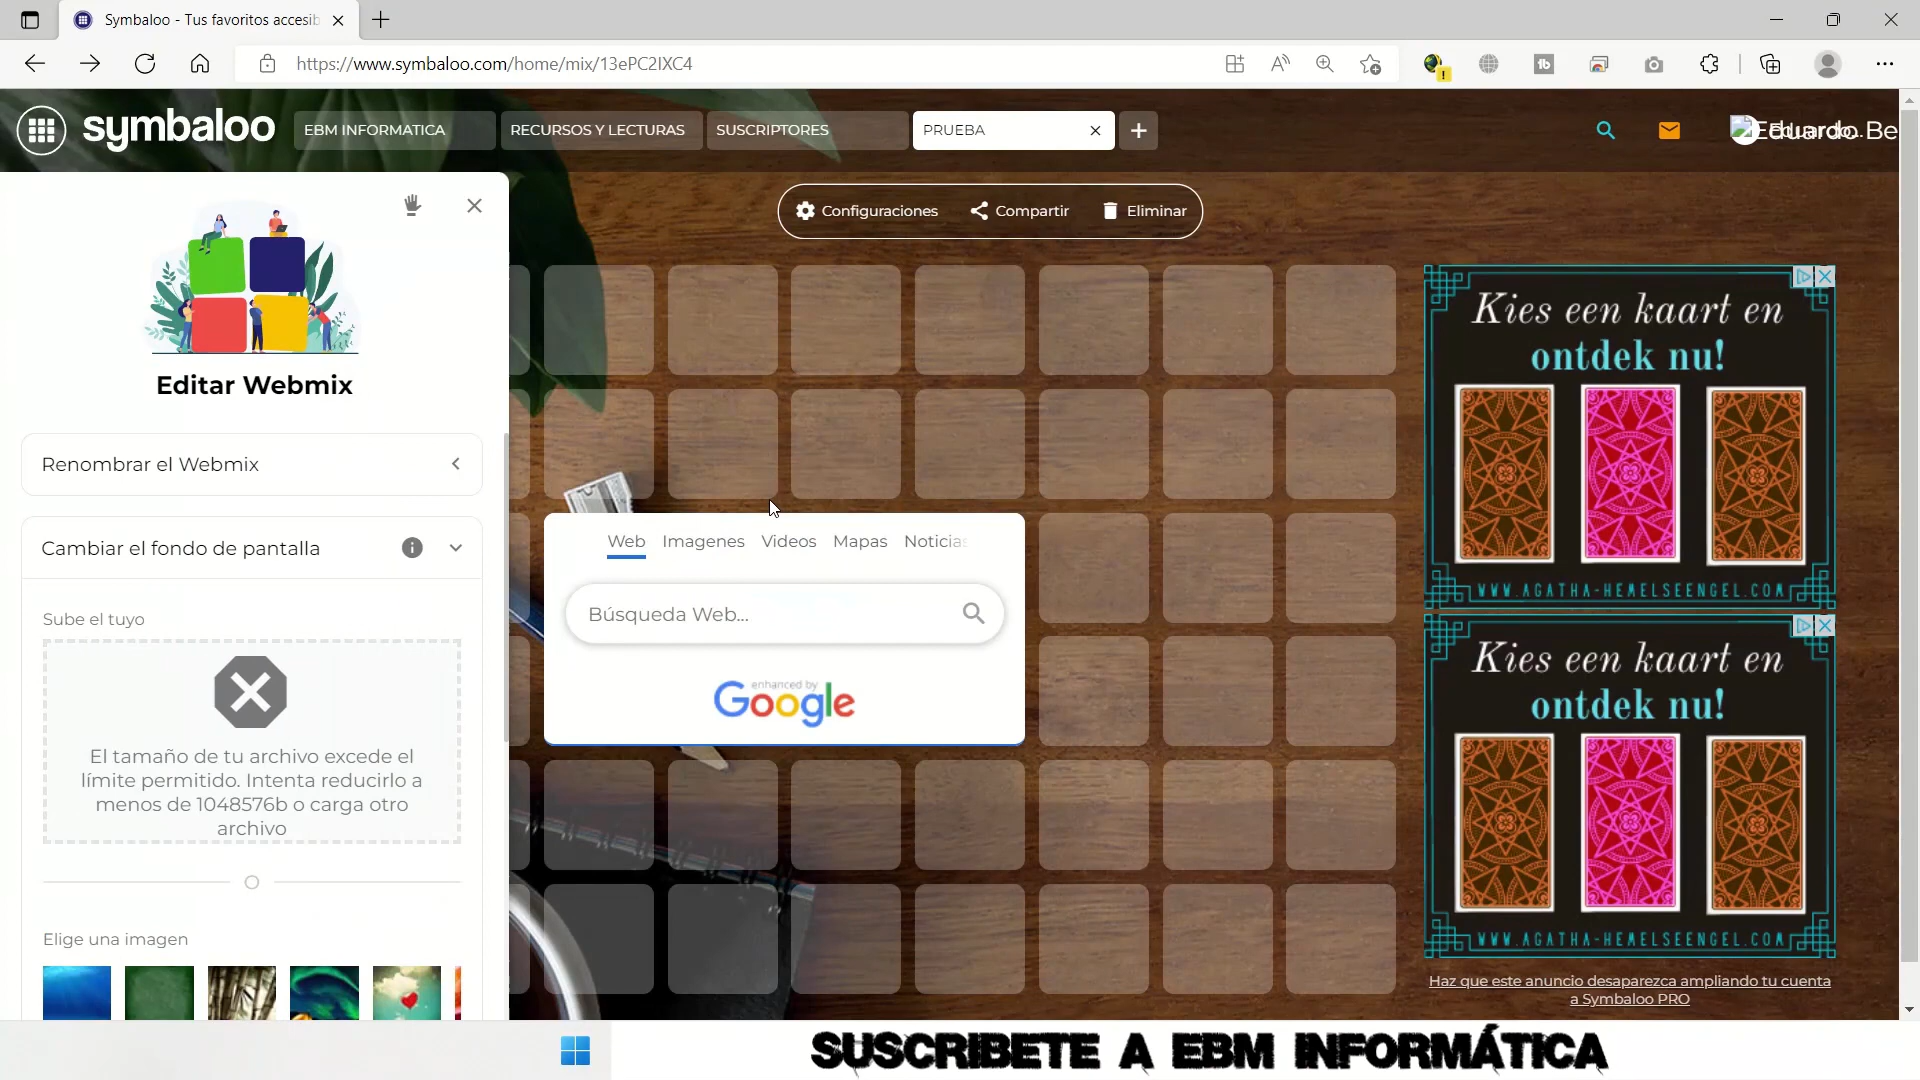 Symbaloo - Tus favoritos accesib
https://www.symbaloo.com/home/mix/13ePC2IXC4
symbaloo
EBM INFORMATICA
RECURSOS Y LECTURAS
SUSCRIPTORES
PRUEBA
Eduardo Be
Configuraciones
Compartir
Eliminar
Editar Webmix
Renombrar el Webmix
Cambiar el fondo de pantalla
Sube el tuyo
El tamaño de tu archivo excede el
límite permitido. Intenta reducirlo a
menos de 1048576b o carga otro
archivo
Elige una imagen
Web Imagenes Videos Mapas Noticias
Búsqueda Web...
enhanced by
Google
Kies een kaart en
ontdek nu!
WWW.AGATHA-HEMELSEENGEL.COM
Kies een kaart en
ontdek nu!
WWW.AGATHA-HEMELSEENGEL.COM
Haz que este anuncio desaparezca ampliando tu cuenta
a Symbaloo PRO
SUSCRIBETE A EBM INFORMÁTICA